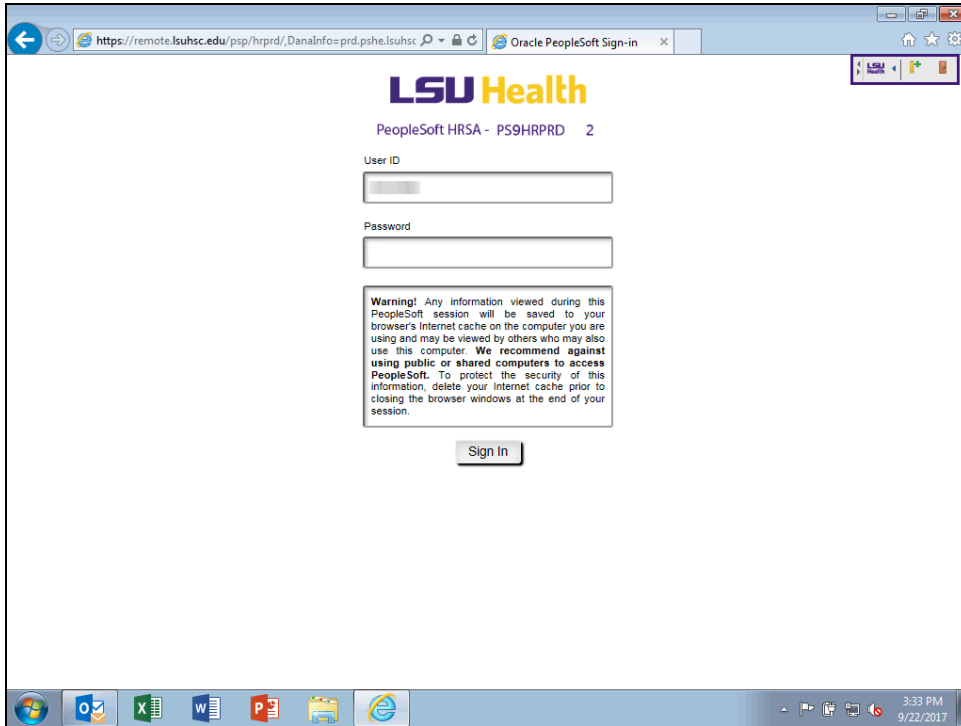 https://remote.lsuhsc.edu/psp/hrprd/,DanaInfo=prd.pshe.lsuhsc
Oracle PeopleSoft Sign-in
LSU Health
LSU Health
PeopleSoft HRSA - PS9HRPRD 2
User ID
Password
Warning! Any information viewed during this
PeopleSoft session will be saved to your
browser's Internet cache on the computer you are
using and may be viewed by others who may also
use this computer. We recommend against
using public or shared computers to access
PeopleSoft. To protect the security of this
information, delete your Internet cache prior to
closing the browser windows at the end of your
session.
Sign In
3:33 PM
9/22/2017